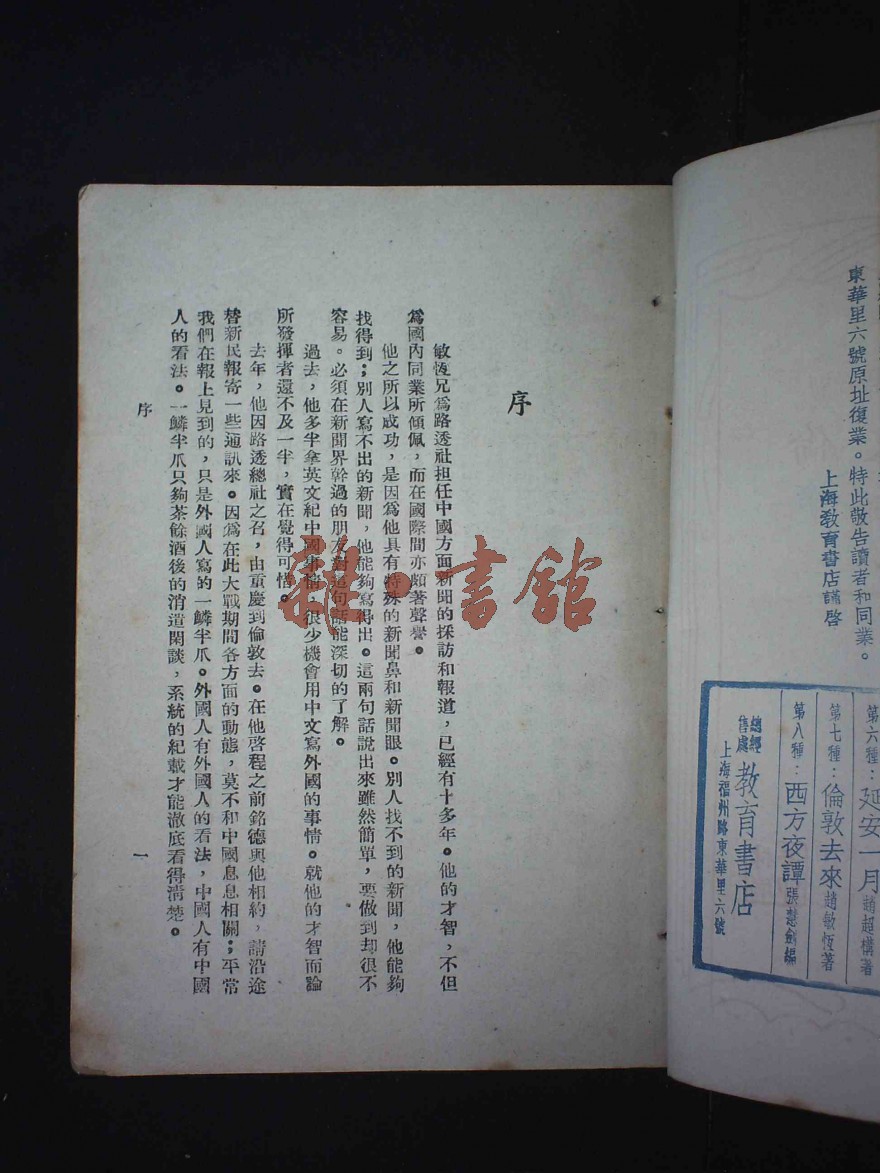 東華里六號原址復業。特此敬告讀者和同業。
上海教育書店謹啓
第六種：延安一月 趙超構著
第七種：倫敦去來 趙敏恆著
第八種：西方夜譚 張慧劍編
總經售處 教育書店
上海福州路東華里六號
序
敏恆兄爲路透社担任中國方面新聞的採訪和報道，已經有十多年。他的才智，不但
爲國內同業所傾佩，而在國際間亦頗著聲譽。
他之所以成功，是因爲他具有特殊的新聞鼻和新聞眼。別人找不到的新聞，他能夠
找得到；別人寫不出的新聞，他能夠寫得出。這兩句話說出來雖然簡單，要做到却很不
容易。必須在新聞界幹過的朋友對這句話能深切的了解。
過去，他多半拿英文紀中國事情，很少機會用中文寫外國的事情。就他的才智而論
所發揮者還不及一半，實在覺得可惜。
去年，他因路透總社之召，由重慶到倫敦去。在他啓程之前銘德與他相約，請沿途
替新民報寄一些通訊來。因爲在此大戰期間各方面的動態，莫不和中國息息相關；平常
我們在報上見到的，只是外國人寫的一鱗半爪。外國人有外國人的看法，中國人有中國
人的看法。一鱗半爪只夠茶餘酒後的消遣閑談，系統的紀載才能澈底看得清楚。
序
一
雜·書館